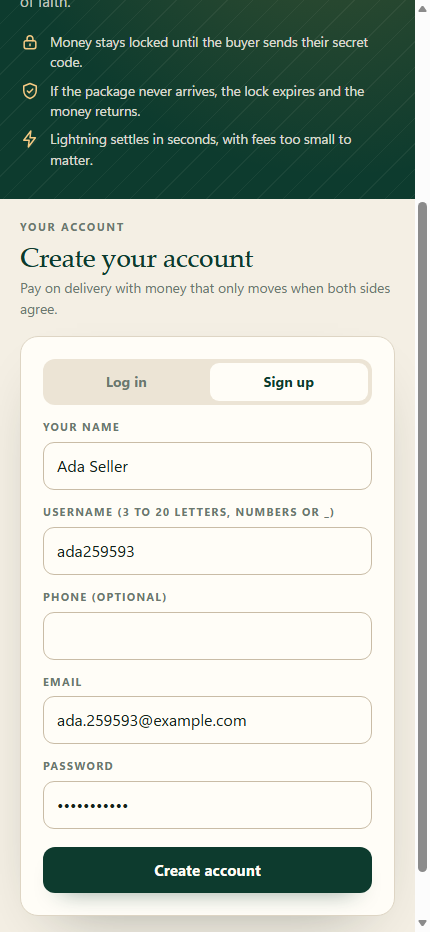 of faith.
Money stays locked until the buyer sends their secret
code.
If the package never arrives, the lock expires and the
money returns.
Lightning settles in seconds, with fees too small to
matter.
YOUR ACCOUNT
Create your account
Pay on delivery with money that only moves when both sides
agree.
Log in
Sign up
YOUR NAME
Ada Seller
USERNAME (3 TO 20 LETTERS, NUMBERS OR _)
ada259593
PHONE (OPTIONAL)
EMAIL
ada.259593@example.com
PASSWORD
•••••••••••
Create account